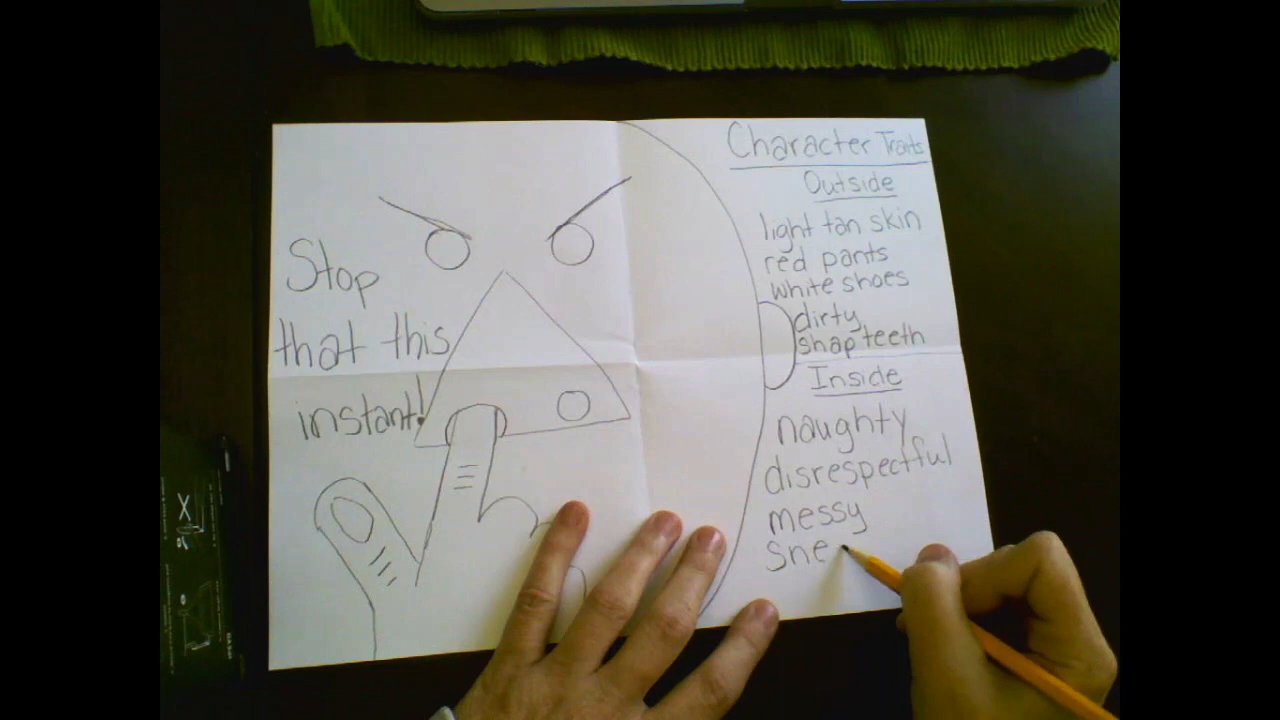 Stop
that this
instant!
Character Traits
Outside
light tan skin
red pants
white shoes
dirty
shap teeth
Inside
naughty
disrespectful
messy
sne